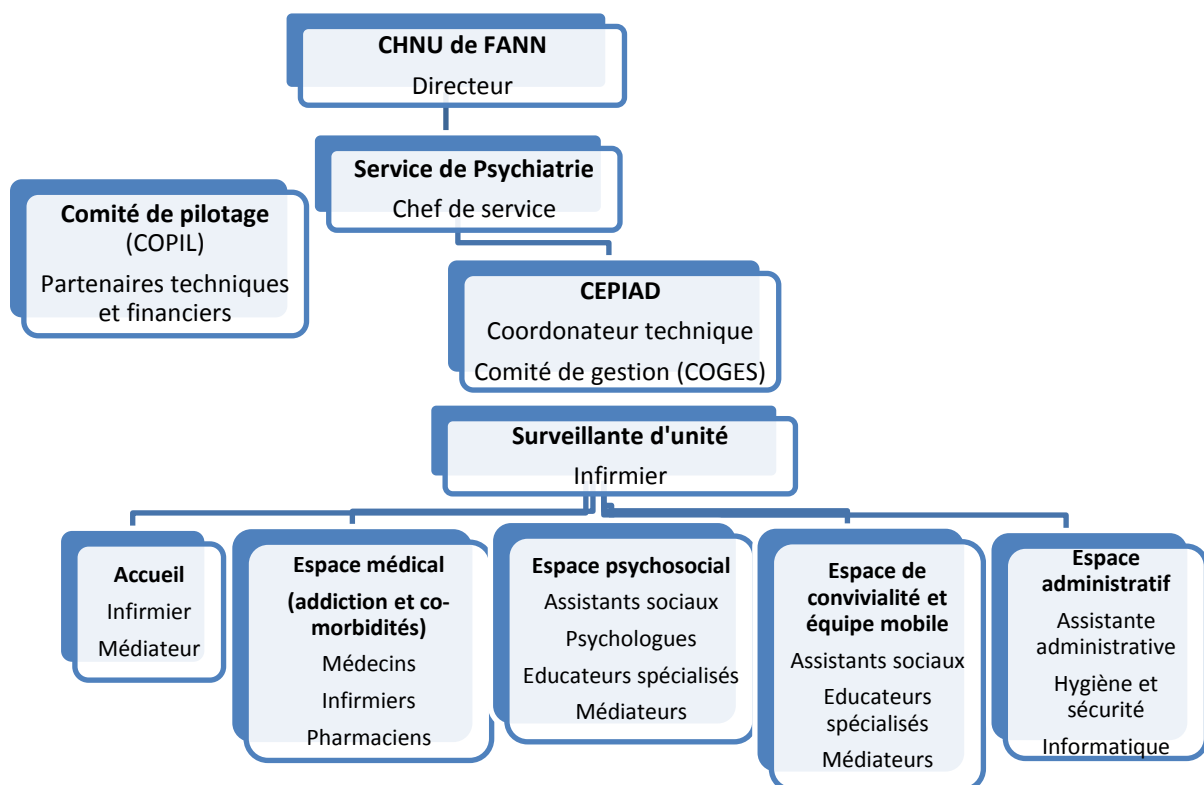 CHNU de FANN
Directeur
Service de Psychiatrie
Chef de service
Comité de pilotage
(COPIL)
Partenaires techniques
et financiers
CEPIAD
Coordonateur technique
Comité de gestion (COGES)
Surveillante d'unité
Infirmier
Accueil
Infirmier
Médiateur
Espace médical
(addiction et co-
morbidités)
Médecins
Infirmiers
Pharmaciens
Espace psychosocial
Assistants sociaux
Psychologues
Educateurs spécialisés
Médiateurs
Espace de
convivialité et
équipe mobile
Assistants sociaux
Educateurs
spécialisés
Médiateurs
Espace
administratif
Assistante
administrative
Hygiène et
sécurité
Informatique